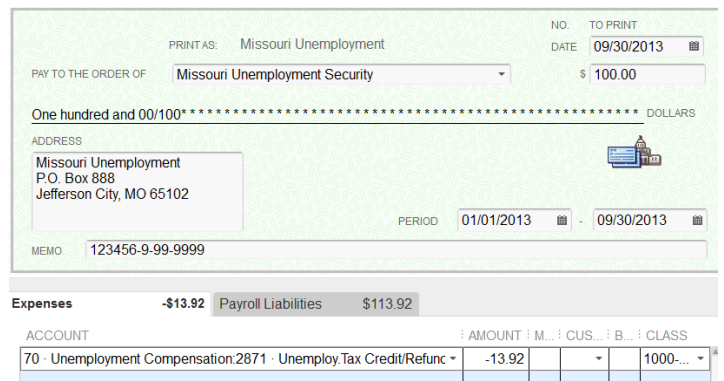 NO. TO PRINT
PRINT AS: Missouri Unemployment DATE 09/30/2013
PAY TO THE ORDER OF Missouri Unemployment Security $ 100.00
One hundred and 00/100* * * * * * * * * * * * * * * * * * * * * * * * * * * * * * * * * * * * * * * * * * * * * * * * * * * * * DOLLARS
ADDRESS
Missouri Unemployment
P.O. Box 888
Jefferson City, MO 65102
PERIOD 01/01/2013 - 09/30/2013
MEMO 123456-9-99-9999
Expenses -$13.92 Payroll Liabilities $113.92
ACCOUNT AMOUNT M... CUS... B... CLASS
70 · Unemployment Compensation:2871 · Unemploy.Tax Credit/Refunc -13.92 1000-...